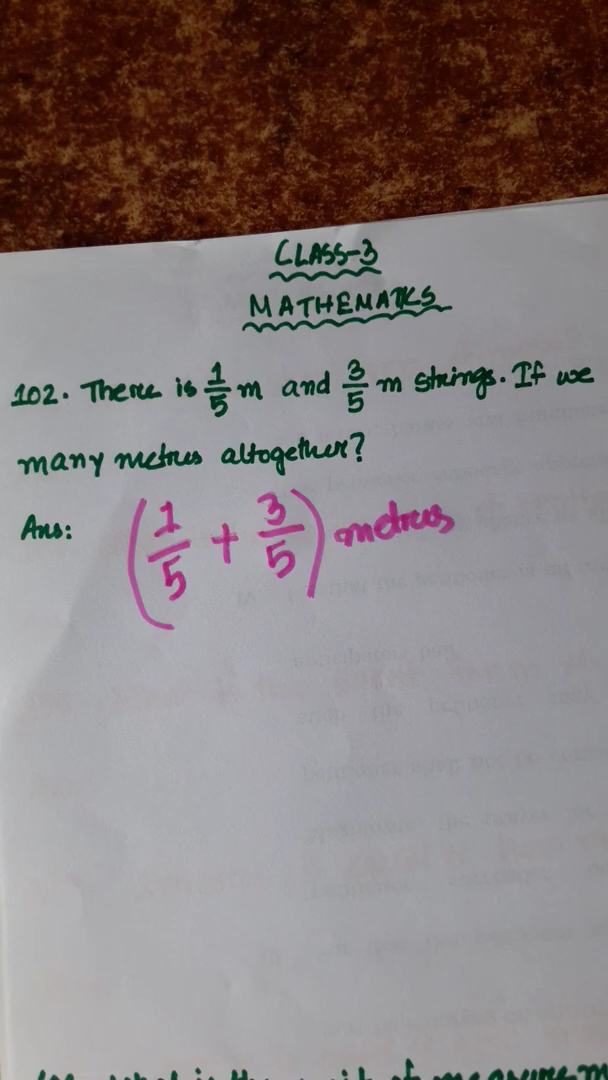 CLASS-3
MATHEMATICS
102. There is 1/5 m and 3/5 m strings. If we
many metres altogether?
Ans: (1/5 + 3/5) metres